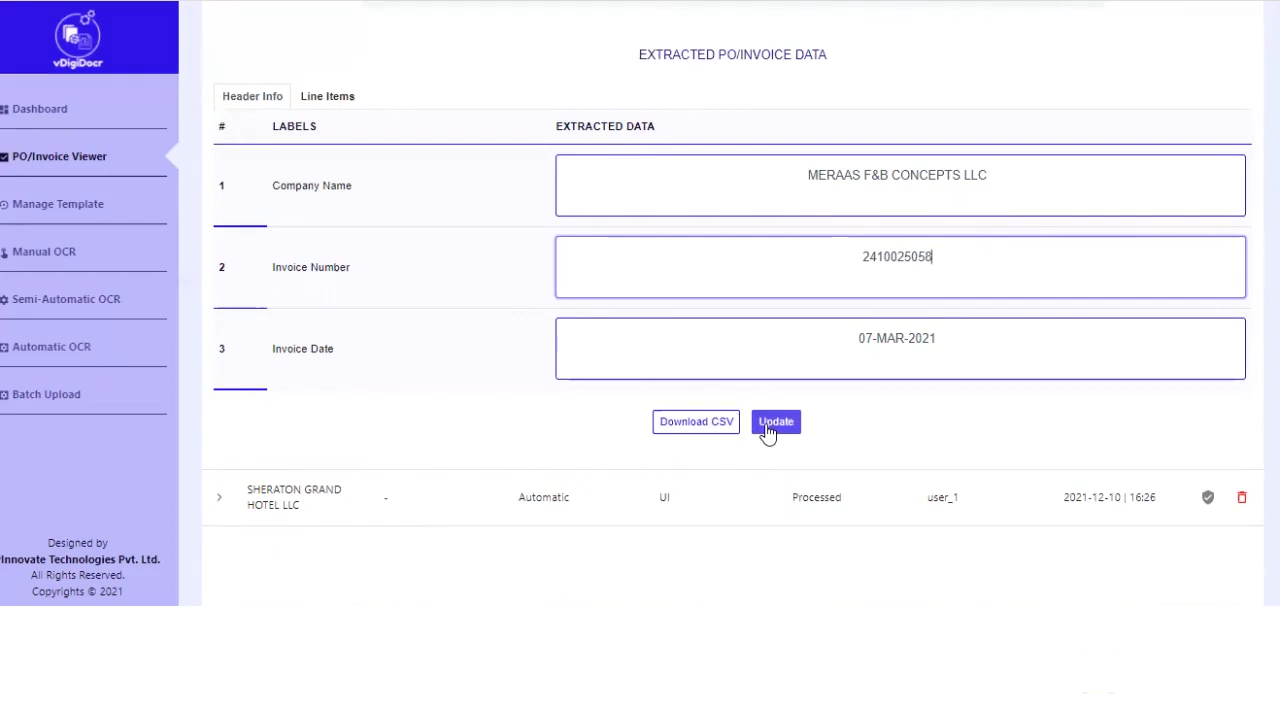 vDigiDocr
Dashboard
PO/Invoice Viewer
Manage Template
Manual OCR
Semi-Automatic OCR
Automatic OCR
Batch Upload
Designed by
Innovate Technologies Pvt. Ltd.
All Rights Reserved.
Copyrights © 2021
EXTRACTED PO/INVOICE DATA
Header Info Line Items
# LABELS EXTRACTED DATA
1 Company Name MERAAS F&B CONCEPTS LLC
2 Invoice Number 2410025058
3 Invoice Date 07-MAR-2021
Download CSV Update
SHERATON GRAND
HOTEL LLC - Automatic UI Processed user_1 2021-12-10 | 16:26